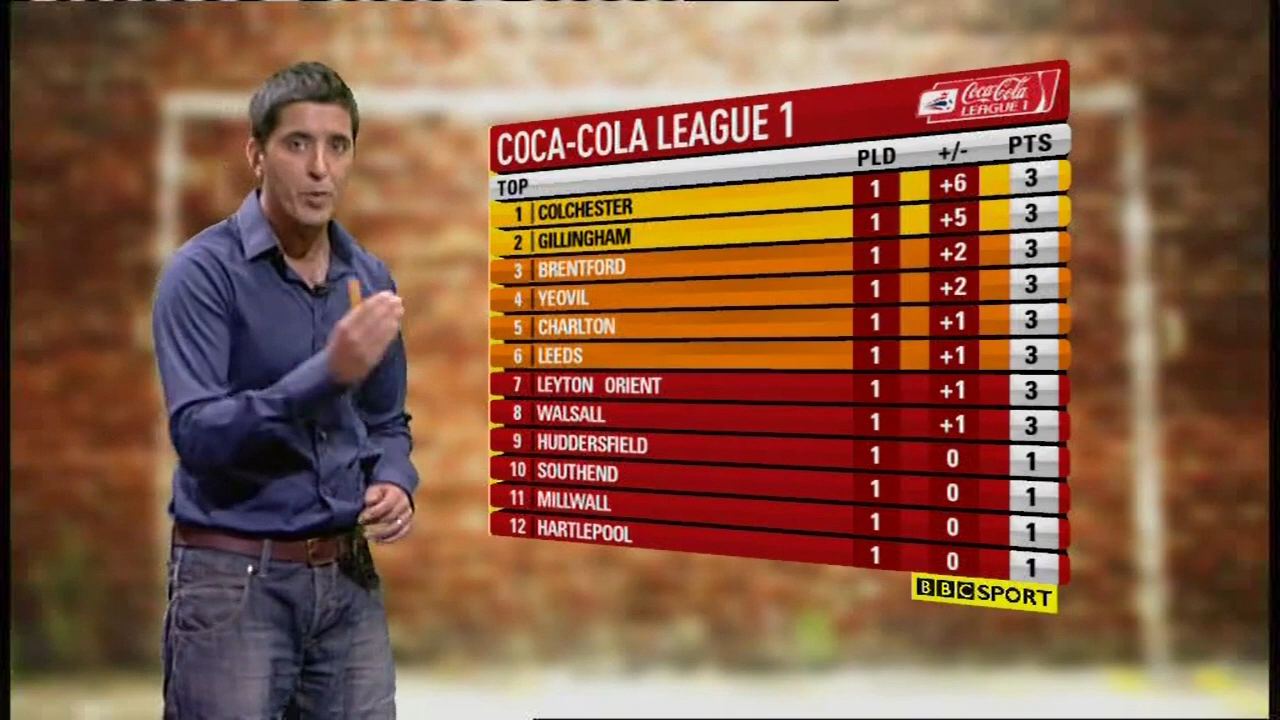 COCA-COLA LEAGUE 1
Coca-Cola
LEAGUE 1
TOP PLD +/- PTS
1 COLCHESTER 1 +6 3
2 GILLINGHAM 1 +5 3
3 BRENTFORD 1 +2 3
4 YEOVIL 1 +2 3
5 CHARLTON 1 +1 3
6 LEEDS 1 +1 3
7 LEYTON ORIENT 1 +1 3
8 WALSALL 1 +1 3
9 HUDDERSFIELD 1 0 1
10 SOUTHEND 1 0 1
11 MILLWALL 1 0 1
12 HARTLEPOOL 1 0 1
BBC SPORT